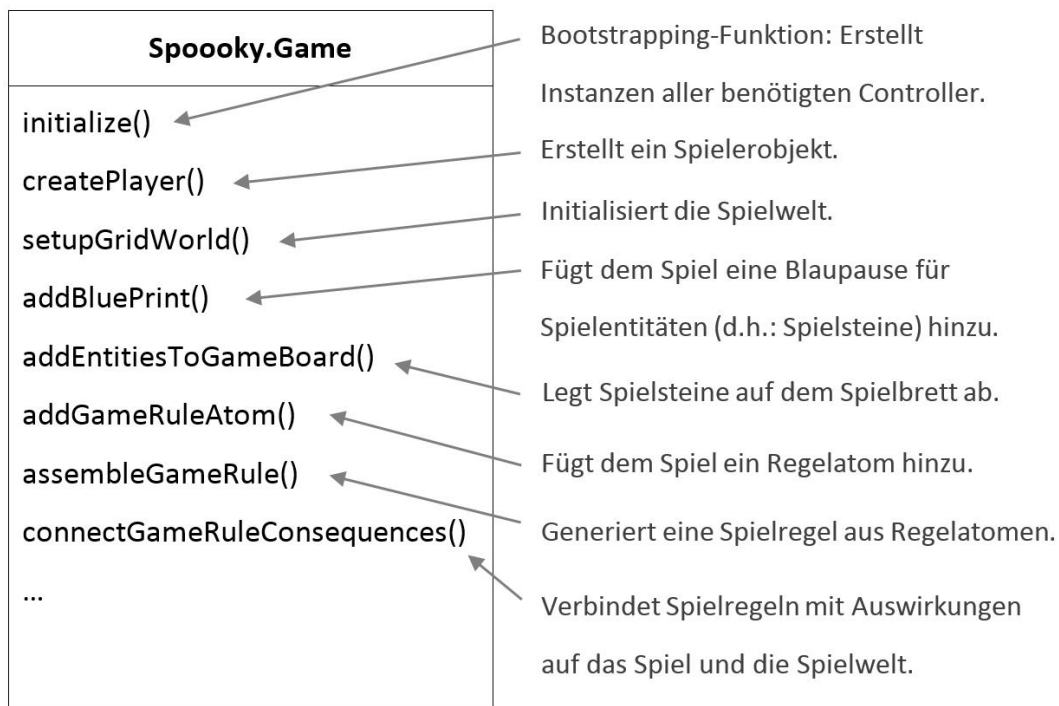 Spoooky.Game
initialize()
createPlayer()
setupGridWorld()
addBluePrint()
addEntitiesToGameBoard()
addGameRuleAtom()
assembleGameRule()
connectGameRuleConsequences()
...
Bootstrapping-Funktion: Erstellt
Instanzen aller benötigten Controller.
Erstellt ein Spielerobjekt.
Initialisiert die Spielwelt.
Fügt dem Spiel eine Blaupause für
Spielentitäten (d.h.: Spielsteine) hinzu.
Legt Spielsteine auf dem Spielbrett ab.
Fügt dem Spiel ein Regelatom hinzu.
Generiert eine Spielregel aus Regelatomen.
Verbindet Spielregeln mit Auswirkungen
auf das Spiel und die Spielwelt.